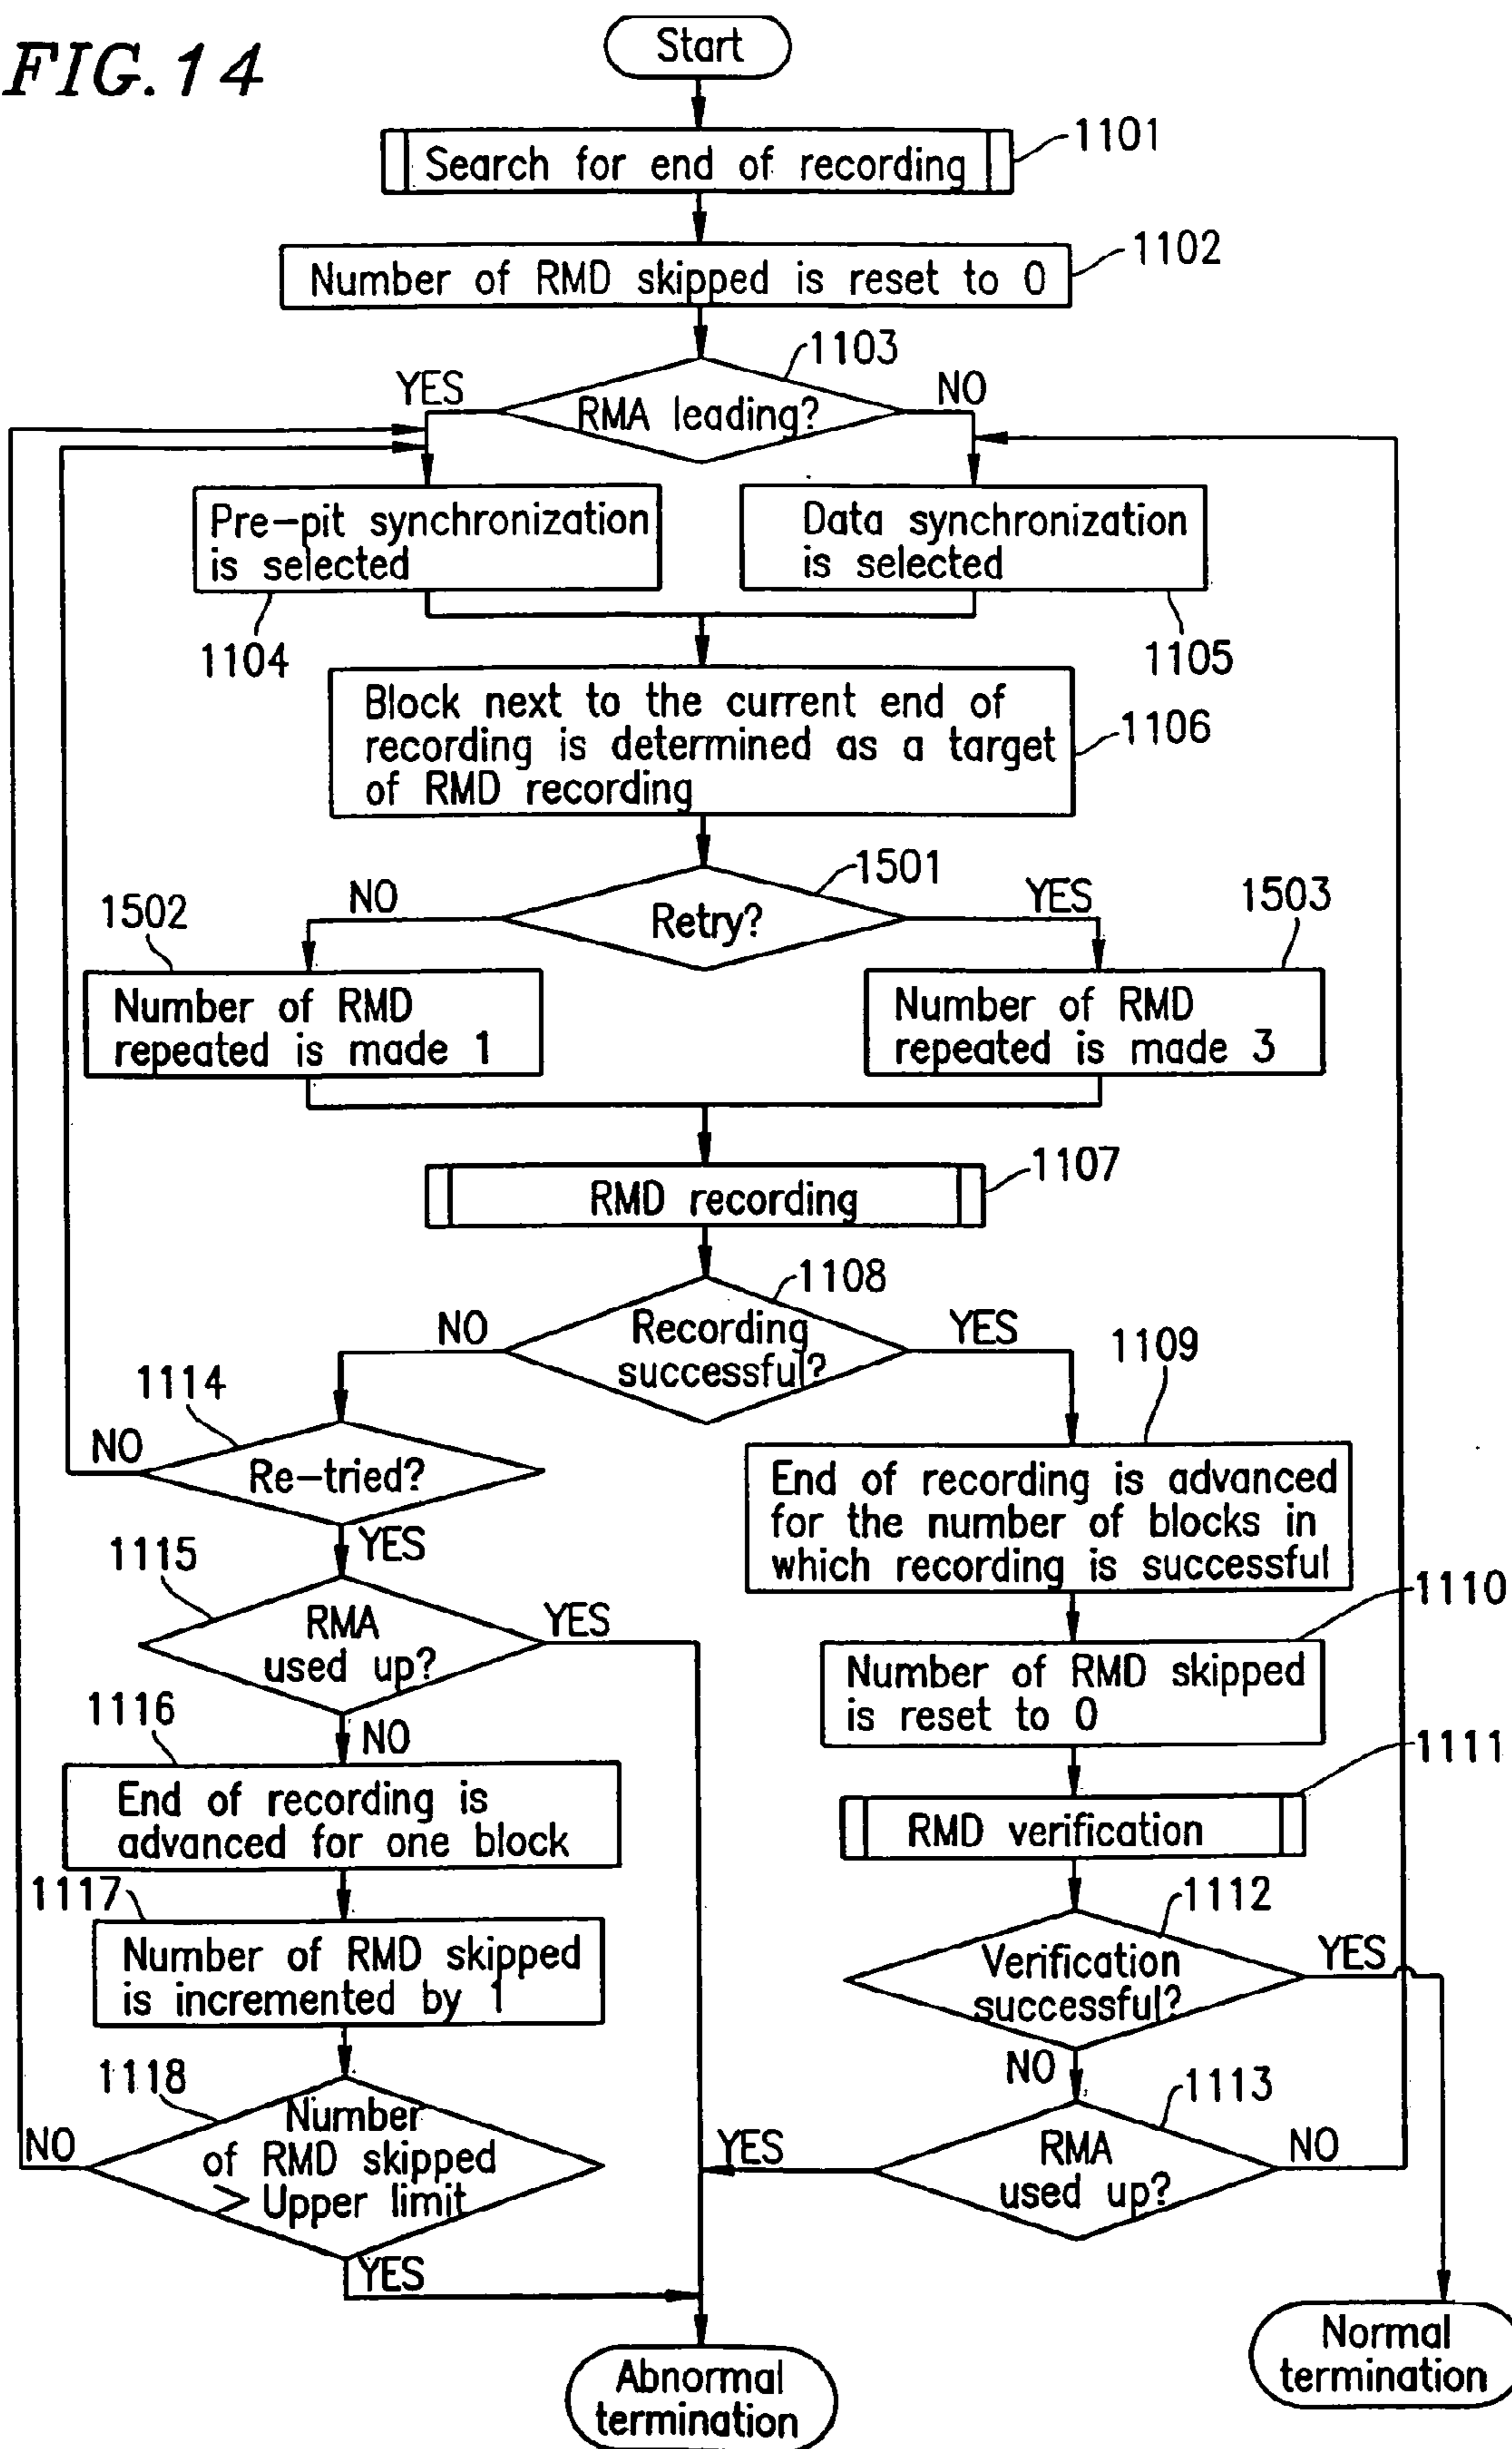 FIG.14
Start
1101
Search for end of recording
1102
Number of RMD skipped is reset to 0
1103
YES
NO
RMA leading?
Pre-pit synchronization
is selected
Data synchronization
is selected
1104
1105
Block next to the current end of
recording is determined as a target
of RMD recording
1106
1501
NO
YES
Retry?
1502
1503
Number of RMD
repeated is made 1
Number of RMD
repeated is made 3
1107
RMD recording
1108
NO
YES
Recording
successful?
1109
1114
NO
Re-tried?
End of recording is advanced
for the number of blocks in
which recording is successful
YES
1115
1110
RMA
used up?
YES
Number of RMD skipped
is reset to 0
1116
NO
1111
End of recording is
advanced for one block
RMD verification
1117
1112
Number of RMD skipped
is incremented by 1
Verification
successful?
YES
NO
1118
1113
Number
of RMD skipped
> Upper limit
NO
YES
RMA
used up?
NO
YES
Abnormal
termination
Normal
termination